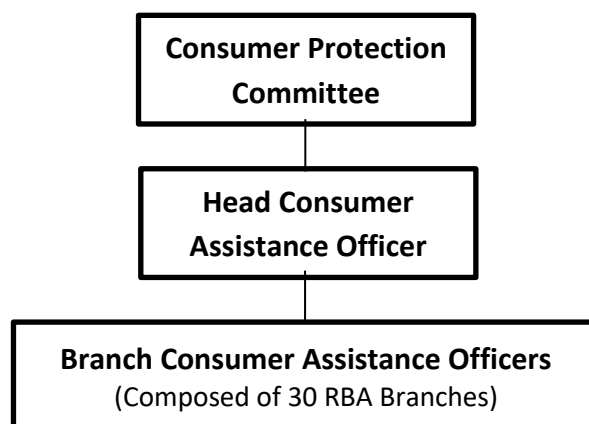 Consumer Protection
Committee
Head Consumer
Assistance Officer
Branch Consumer Assistance Officers
(Composed of 30 RBA Branches)